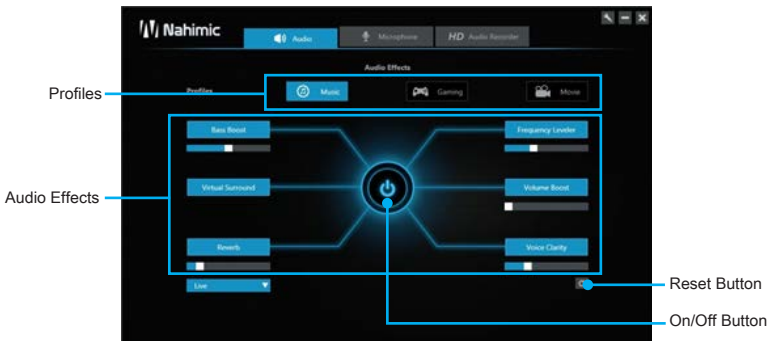 Nahimic
Audio
Microphone
HD Audio Recorder
Audio Effects
Profiles
Profiles
Music
Gaming
Movie
Bass Boost
Frequency Leveler
Audio Effects
Virtual Surround
Volume Boost
Reverb
Voice Clarity
Live
Reset Button
On/Off Button